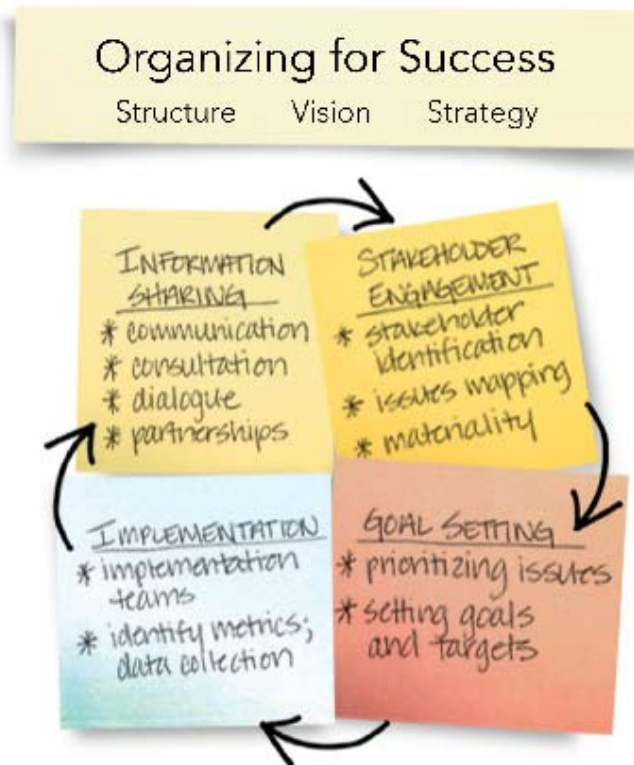 Organizing for Success
Structure Vision Strategy
INFORMATION
SHARING
* communication
* consultation
* dialogue
* partnerships
STAKEHOLDER
ENGAGEMENT
* stakeholder
identification
* issues mapping
* materiality
GOAL SETTING
* prioritizing issues
* setting goals
and targets
IMPLEMENTATION
* implementation
teams
* identify metrics;
data collection